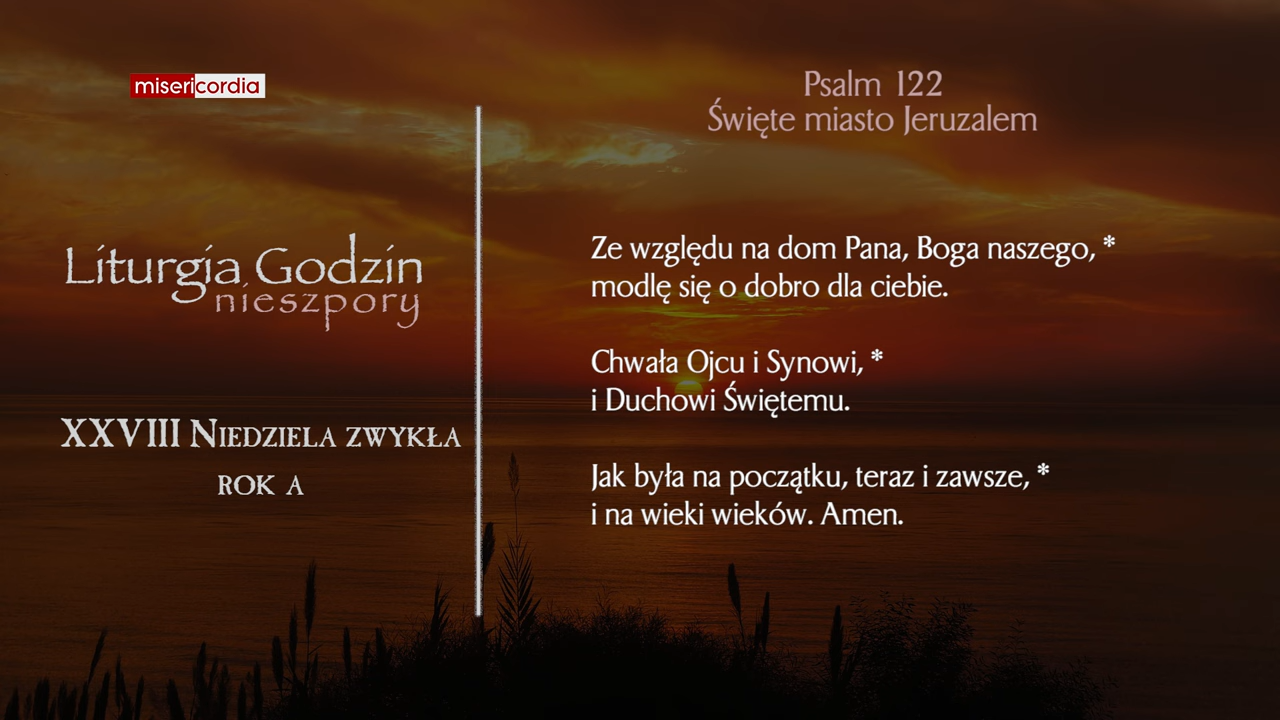 misericordia
Liturgia Godzin
nieszpory
XXVIII Niedziela zwykła
rok A
Psalm 122
Święte miasto Jeruzalem
Ze względu na dom Pana, Boga naszego, *
modlę się o dobro dla ciebie.
Chwała Ojcu i Synowi, *
i Duchowi Świętemu.
Jak była na początku, teraz i zawsze, *
i na wieki wieków. Amen.